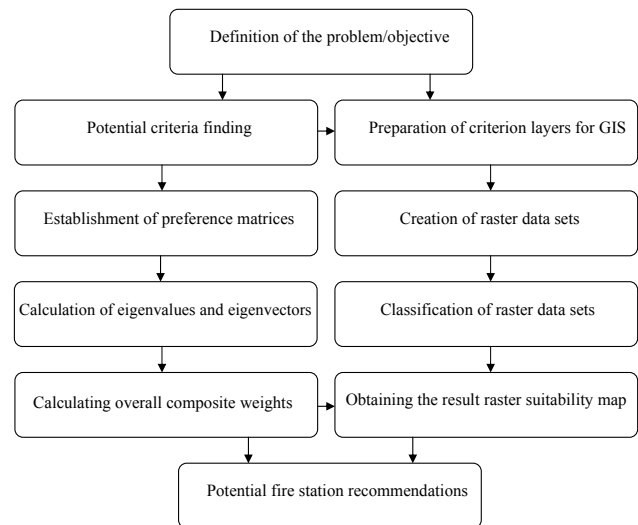 Definition of the problem/objective
Potential criteria finding
Preparation of criterion layers for GIS
Establishment of preference matrices
Creation of raster data sets
Calculation of eigenvalues and eigenvectors
Classification of raster data sets
Calculating overall composite weights
Obtaining the result raster suitability map
Potential fire station recommendations